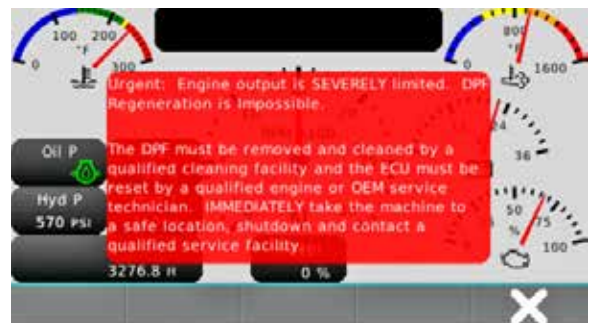 100 200
°F
0 300
800
°F
0 1600
Urgent: Engine output is SEVERELY limited. DPF
Regeneration is Impossible.
The DPF must be removed and cleaned by a
qualified cleaning facility and the ECU must be
reset by a qualified engine or OEM service
technician. IMMEDIATELY take the machine to
a safe location, shutdown and contact a
qualified service facility.
24
36
Oil P
Hyd P
570 PSI
50 75
%
100
3276.8 H
0 %